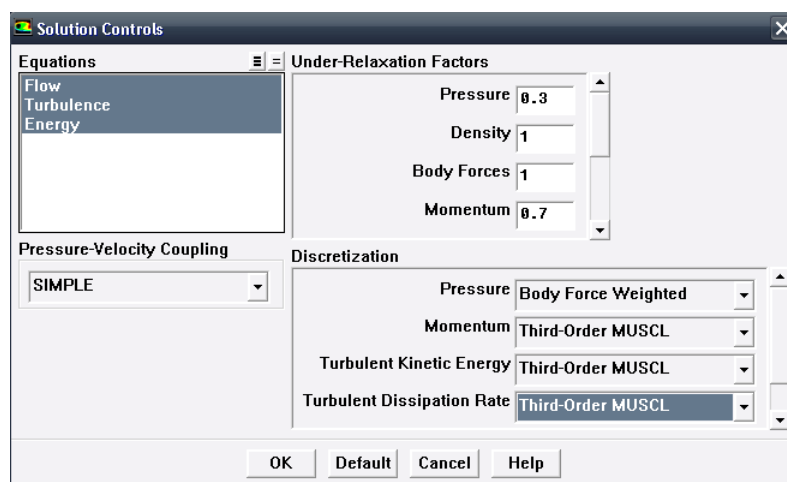 Solution Controls
Equations
Flow
Turbulence
Energy
Under-Relaxation Factors
Pressure 0.3
Density 1
Body Forces 1
Momentum 0.7
Pressure-Velocity Coupling
SIMPLE
Discretization
Pressure Body Force Weighted
Momentum Third-Order MUSCL
Turbulent Kinetic Energy Third-Order MUSCL
Turbulent Dissipation Rate Third-Order MUSCL
OK Default Cancel Help